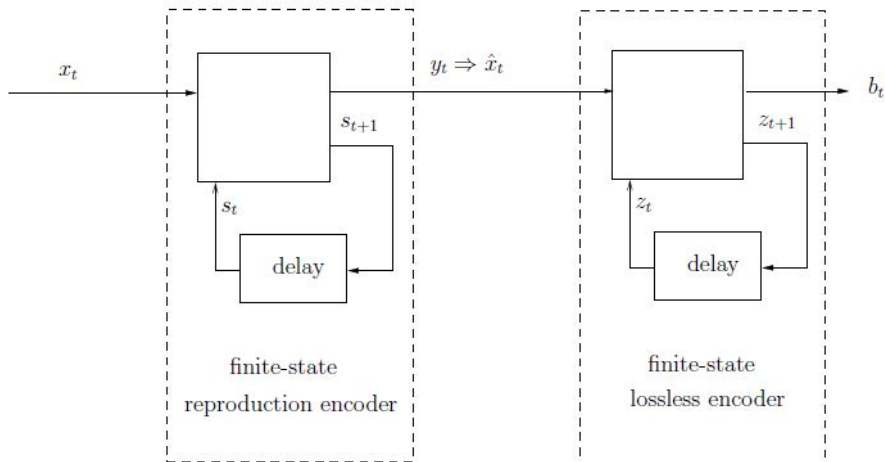 x_t
y_t ⇒ x̂_t
b_t
s_{t+1}
z_{t+1}
s_t
z_t
delay
delay
finite-state
reproduction encoder
finite-state
lossless encoder